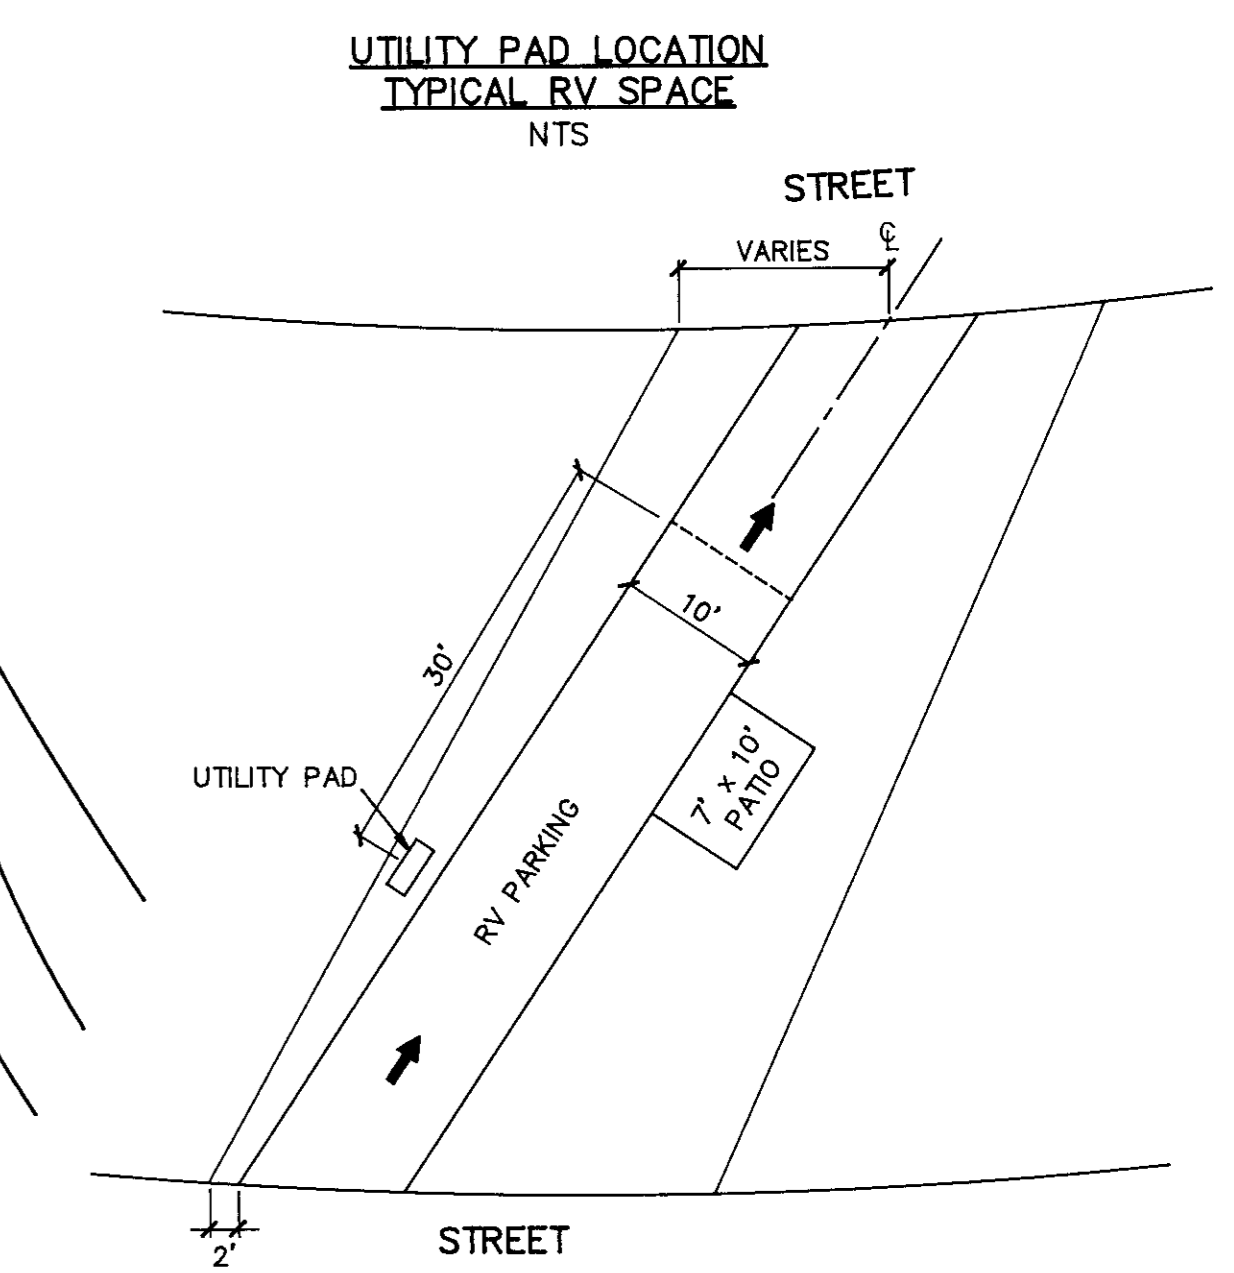 UTILITY PAD LOCATION
TYPICAL RV SPACE
NTS
STREET
℄
VARIES
10'
30'
UTILITY PAD
7' x 10'
PATIO
RV PARKING
2'
STREET